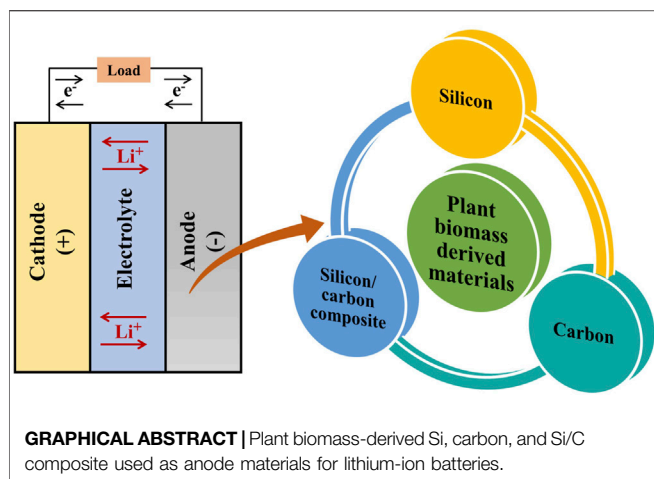 Load
e-
e-
Li+
Li+
Cathode
(+)
Electrolyte
Anode
(-)
Silicon
Plant
biomass
derived
materials
Silicon/
carbon
composite
Carbon
GRAPHICAL ABSTRACT | Plant biomass-derived Si, carbon, and Si/C
composite used as anode materials for lithium-ion batteries.